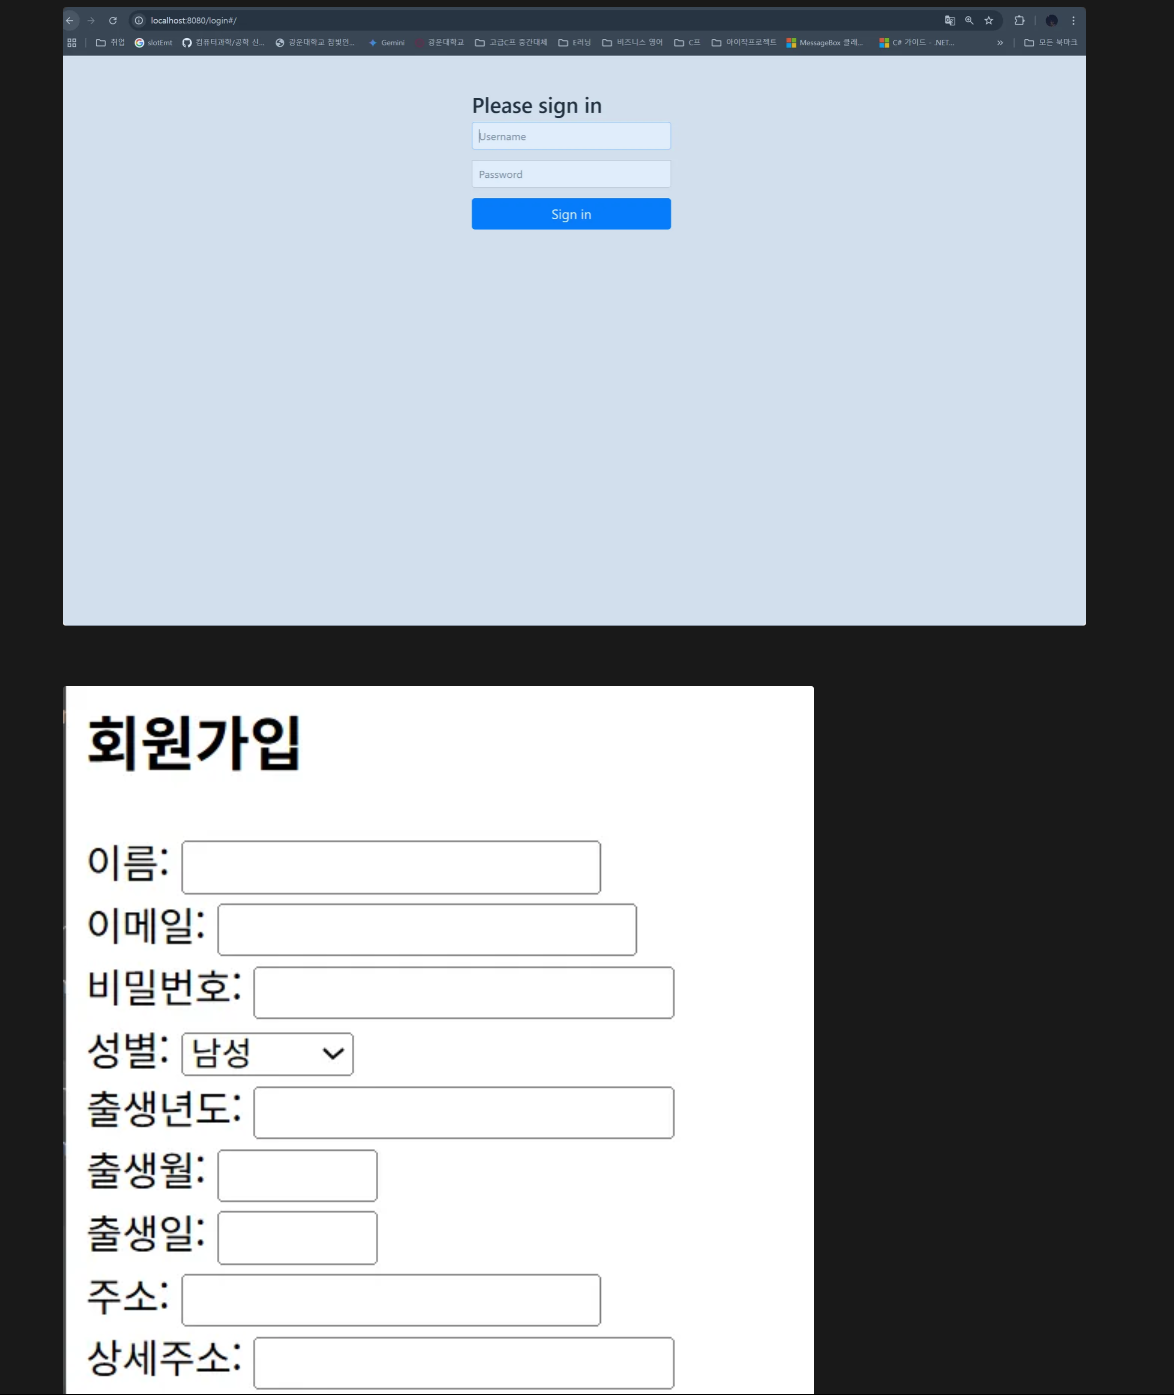 localhost:8080/login#/
취업 slotEmt 컴퓨터과학/공학 신... 광운대학교 참빛인... Gemini 광운대학교 고급C프 중간대체 E러닝 비즈니스 영어 C프 아이작프로젝트 MessageBox 클래... C# 가이드 - .NET... » 모든 북마크
Please sign in
Username
Password
Sign in
회원가입
이름:
이메일:
비밀번호:
성별: 남성
출생년도:
출생월:
출생일:
주소:
상세주소: